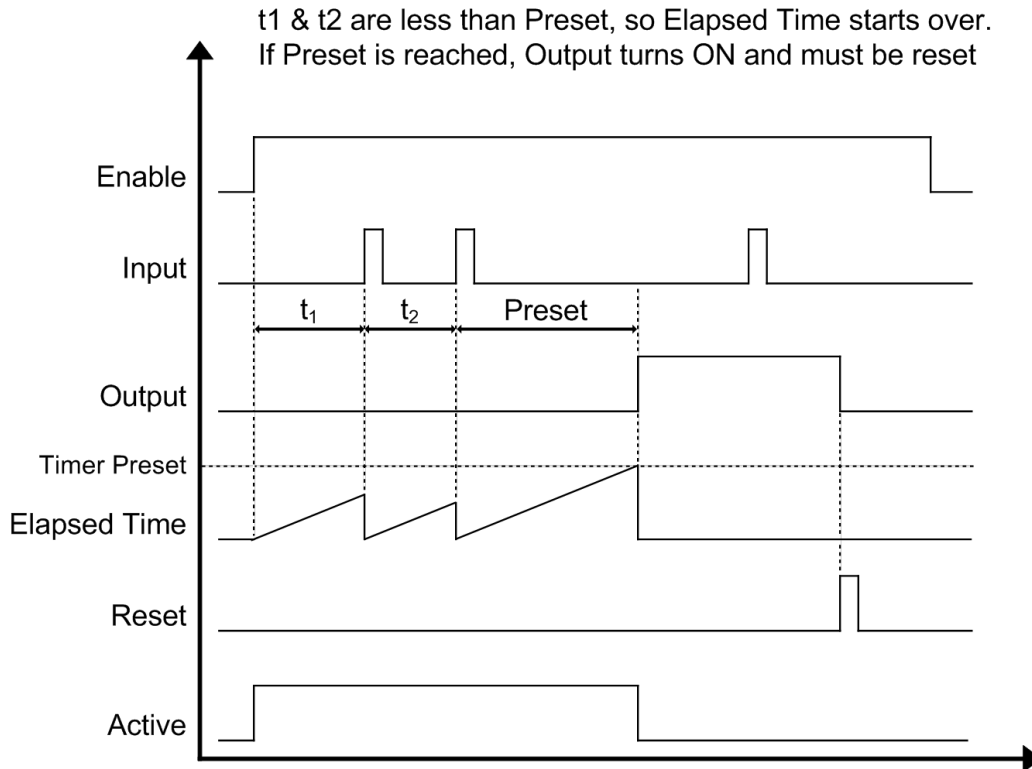 t1 & t2 are less than Preset, so Elapsed Time starts over.
If Preset is reached, Output turns ON and must be reset
Enable
Input
t₁ t₂ Preset
Output
Timer Preset
Elapsed Time
Reset
Active